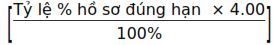 [Tỷ lệ % hồ sơ đúng hạn × 4.00
100%]